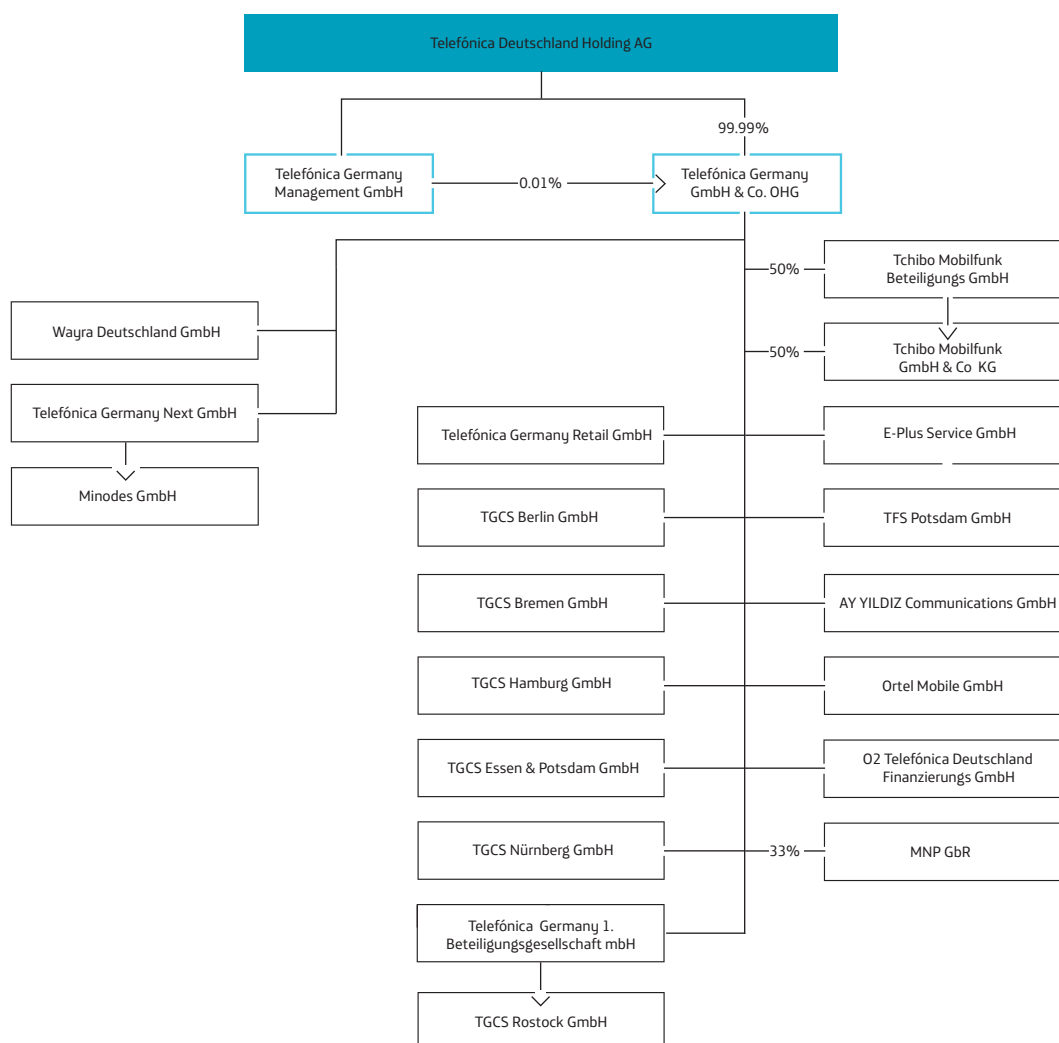 Telefónica Deutschland Holding AG
99.99%
Telefónica Germany
Management GmbH
0.01%
Telefónica Germany
GmbH & Co. OHG
50%
Tchibo Mobilfunk
Beteiligungs GmbH
Wayra Deutschland GmbH
50%
Tchibo Mobilfunk
GmbH & Co KG
Telefónica Germany Next GmbH
Telefónica Germany Retail GmbH
E-Plus Service GmbH
Minodes GmbH
TGCS Berlin GmbH
TFS Potsdam GmbH
TGCS Bremen GmbH
AY YILDIZ Communications GmbH
TGCS Hamburg GmbH
Ortel Mobile GmbH
TGCS Essen & Potsdam GmbH
O2 Telefónica Deutschland
Finanzierungs GmbH
TGCS Nürnberg GmbH
33%
MNP GbR
Telefónica Germany 1.
Beteiligungsgesellschaft mbH
TGCS Rostock GmbH